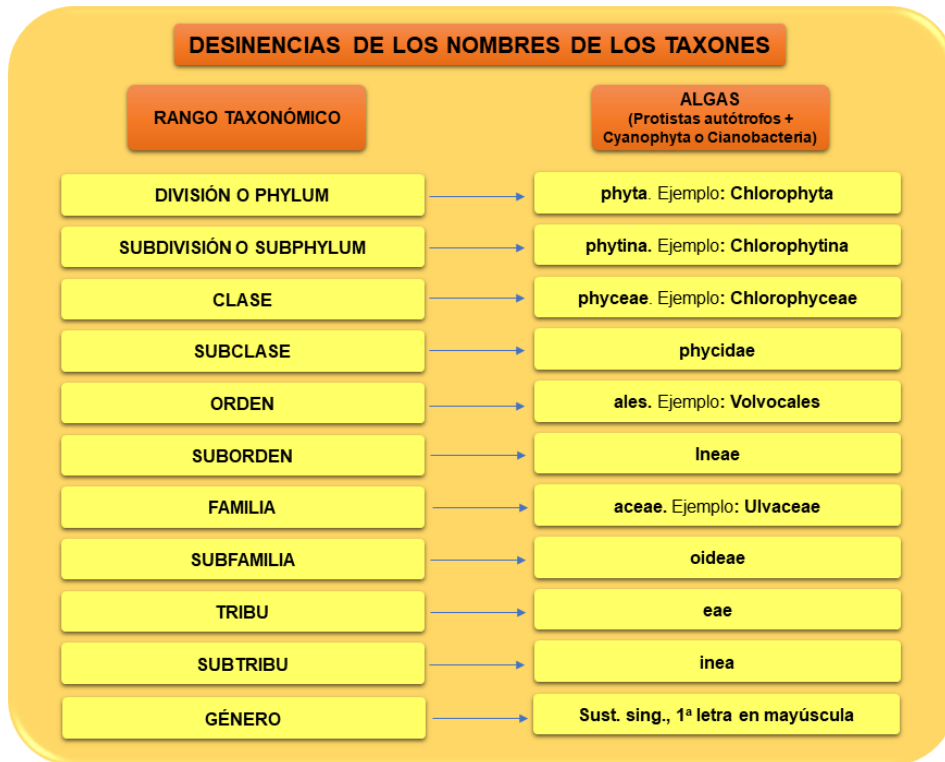 DESINENCIAS DE LOS NOMBRES DE LOS TAXONES
RANGO TAXONÓMICO
ALGAS
(Protistas autótrofos +
Cyanophyta o Cianobacteria)
DIVISIÓN O PHYLUM
phyta. Ejemplo: Chlorophyta
SUBDIVISIÓN O SUBPHYLUM
phytina. Ejemplo: Chlorophytina
CLASE
phyceae. Ejemplo: Chlorophyceae
SUBCLASE
phycidae
ORDEN
ales. Ejemplo: Volvocales
SUBORDEN
Ineae
FAMILIA
aceae. Ejemplo: Ulvaceae
SUBFAMILIA
oideae
TRIBU
eae
SUBTRIBU
inea
GÉNERO
Sust. sing., 1ª letra en mayúscula